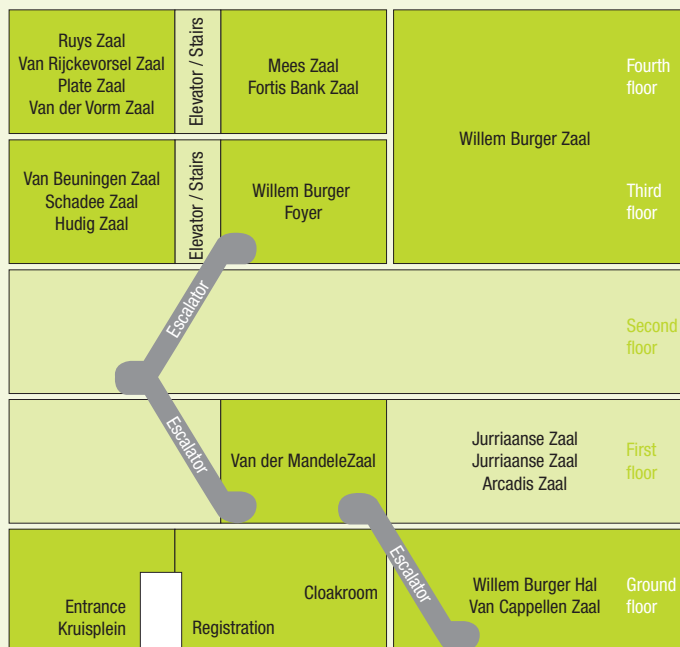 Ruys Zaal
Van Rijckevorsel Zaal
Plate Zaal
Van der Vorm Zaal
Elevator / Stairs
Mees Zaal
Fortis Bank Zaal
Fourth
floor
Willem Burger Zaal
Van Beuningen Zaal
Schadee Zaal
Hudig Zaal
Elevator / Stairs
Willem Burger
Foyer
Third
floor
Escalator
Second
floor
Escalator
Van der MandeleZaal
Jurriaanse Zaal
Jurriaanse Zaal
Arcadis Zaal
First
floor
Entrance
Kruisplein
Registration
Cloakroom
Escalator
Willem Burger Hal
Van Cappellen Zaal
Ground
floor